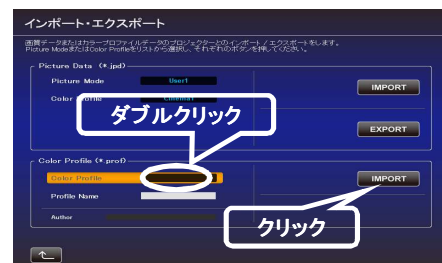 インポート・エクスポート
画質データまたはカラープロファイルデータのプロジェクターとのインポート / エクスポートをします。
Picture ModeまたはColor Profileをリストから選択し、それぞれのボタンを押してください。
Picture Data (*.jpd)
Picture Mode User1 IMPORT
Color Profile Cinema1
ダブルクリック
EXPORT
Color Profile (*.prof)
Color Profile IMPORT
Profile Name
クリック
Author